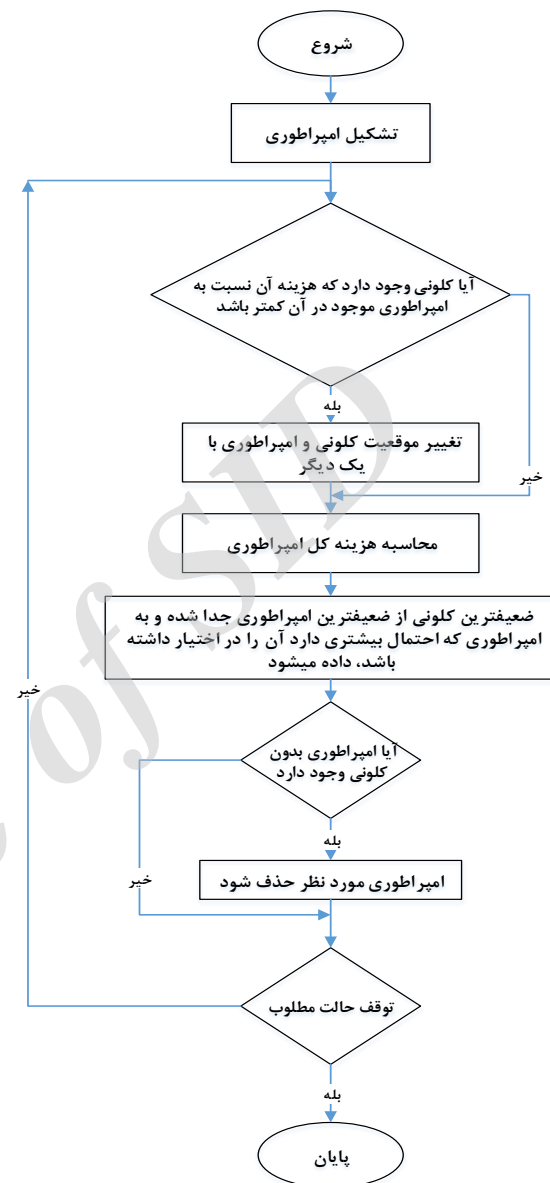 شروع
تشکیل امپراطوری
آیا کلونی وجود دارد که هزینه آن نسبت به
امپراطوری موجود در آن کمتر باشد
بله
تغییر موقعیت کلونی و امپراطوری با
یک دیگر
خیر
محاسبه هزینه کل امپراطوری
ضعیفترین کلونی از ضعیفترین امپراطوری جدا شده و به
امپراطوری که احتمال بیشتری دارد آن را در اختیار داشته
باشد، داده میشود
خیر
آیا امپراطوری بدون
کلونی وجود دارد
بله
امپراطوری مورد نظر حذف شود
خیر
توقف حالت مطلوب
بله
پایان
of SID